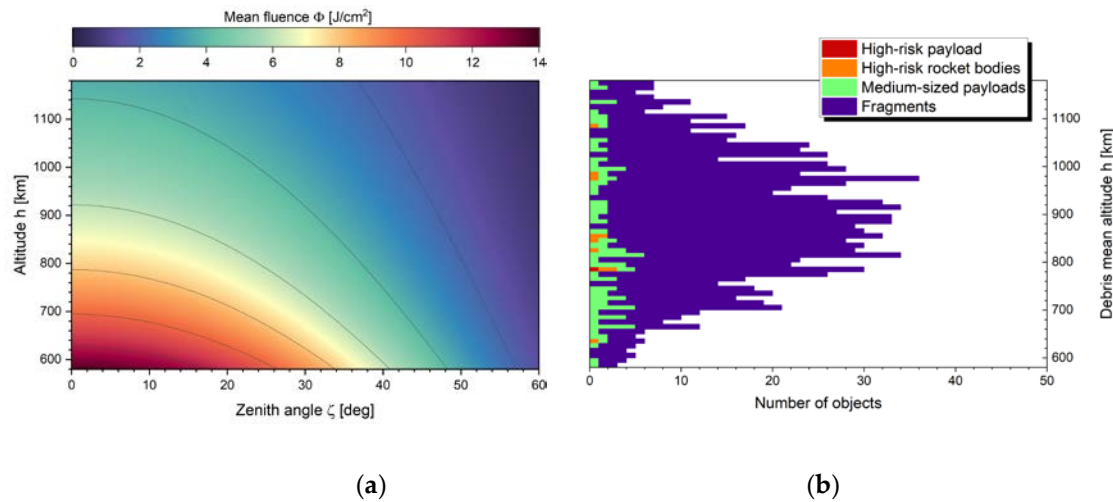 Mean fluence Φ [J/cm²]
0 2 4 6 8 10 12 14
Altitude h [km]
1100
1000
900
800
700
600
0 10 20 30 40 50 60
Zenith angle ζ [deg]
High-risk payload
High-risk rocket bodies
Medium-sized payloads
Fragments
1100
1000
900
800
700
600
Debris mean altitude h [km]
0 10 20 30 40 50
Number of objects
(a)
(b)